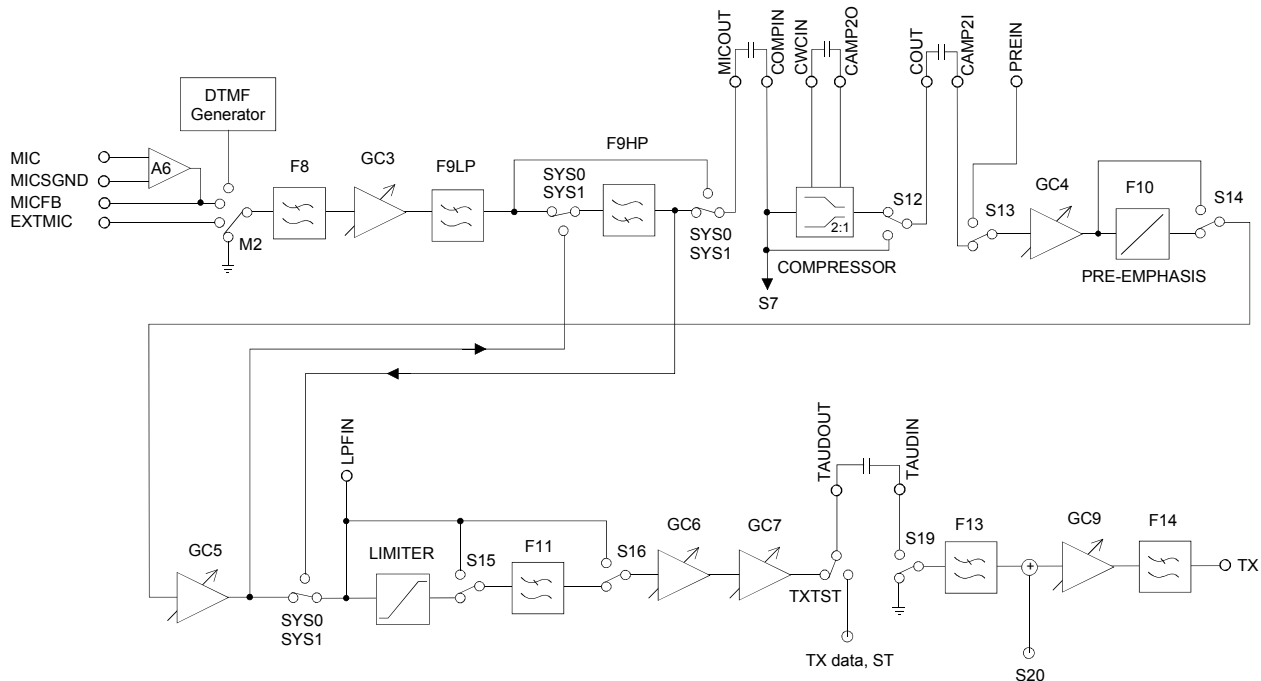 MICOUT
COMPIN
CWCIN
CAMP2O
COUT
CAMP2I
PREIN
DTMF
Generator
MIC
MICSGND
MICFB
EXTMIC
A6
M2
F8
GC3
F9LP
F9HP
SYS0
SYS1
SYS0
SYS1
2:1
COMPRESSOR
S7
S12
S13
GC4
F10
S14
PRE-EMPHASIS
LPFIN
TAUDOUT
TAUDIN
GC5
SYS0
SYS1
LIMITER
S15
F11
S16
GC6
GC7
TXTST
TX data, ST
S19
F13
+
S20
GC9
F14
TX